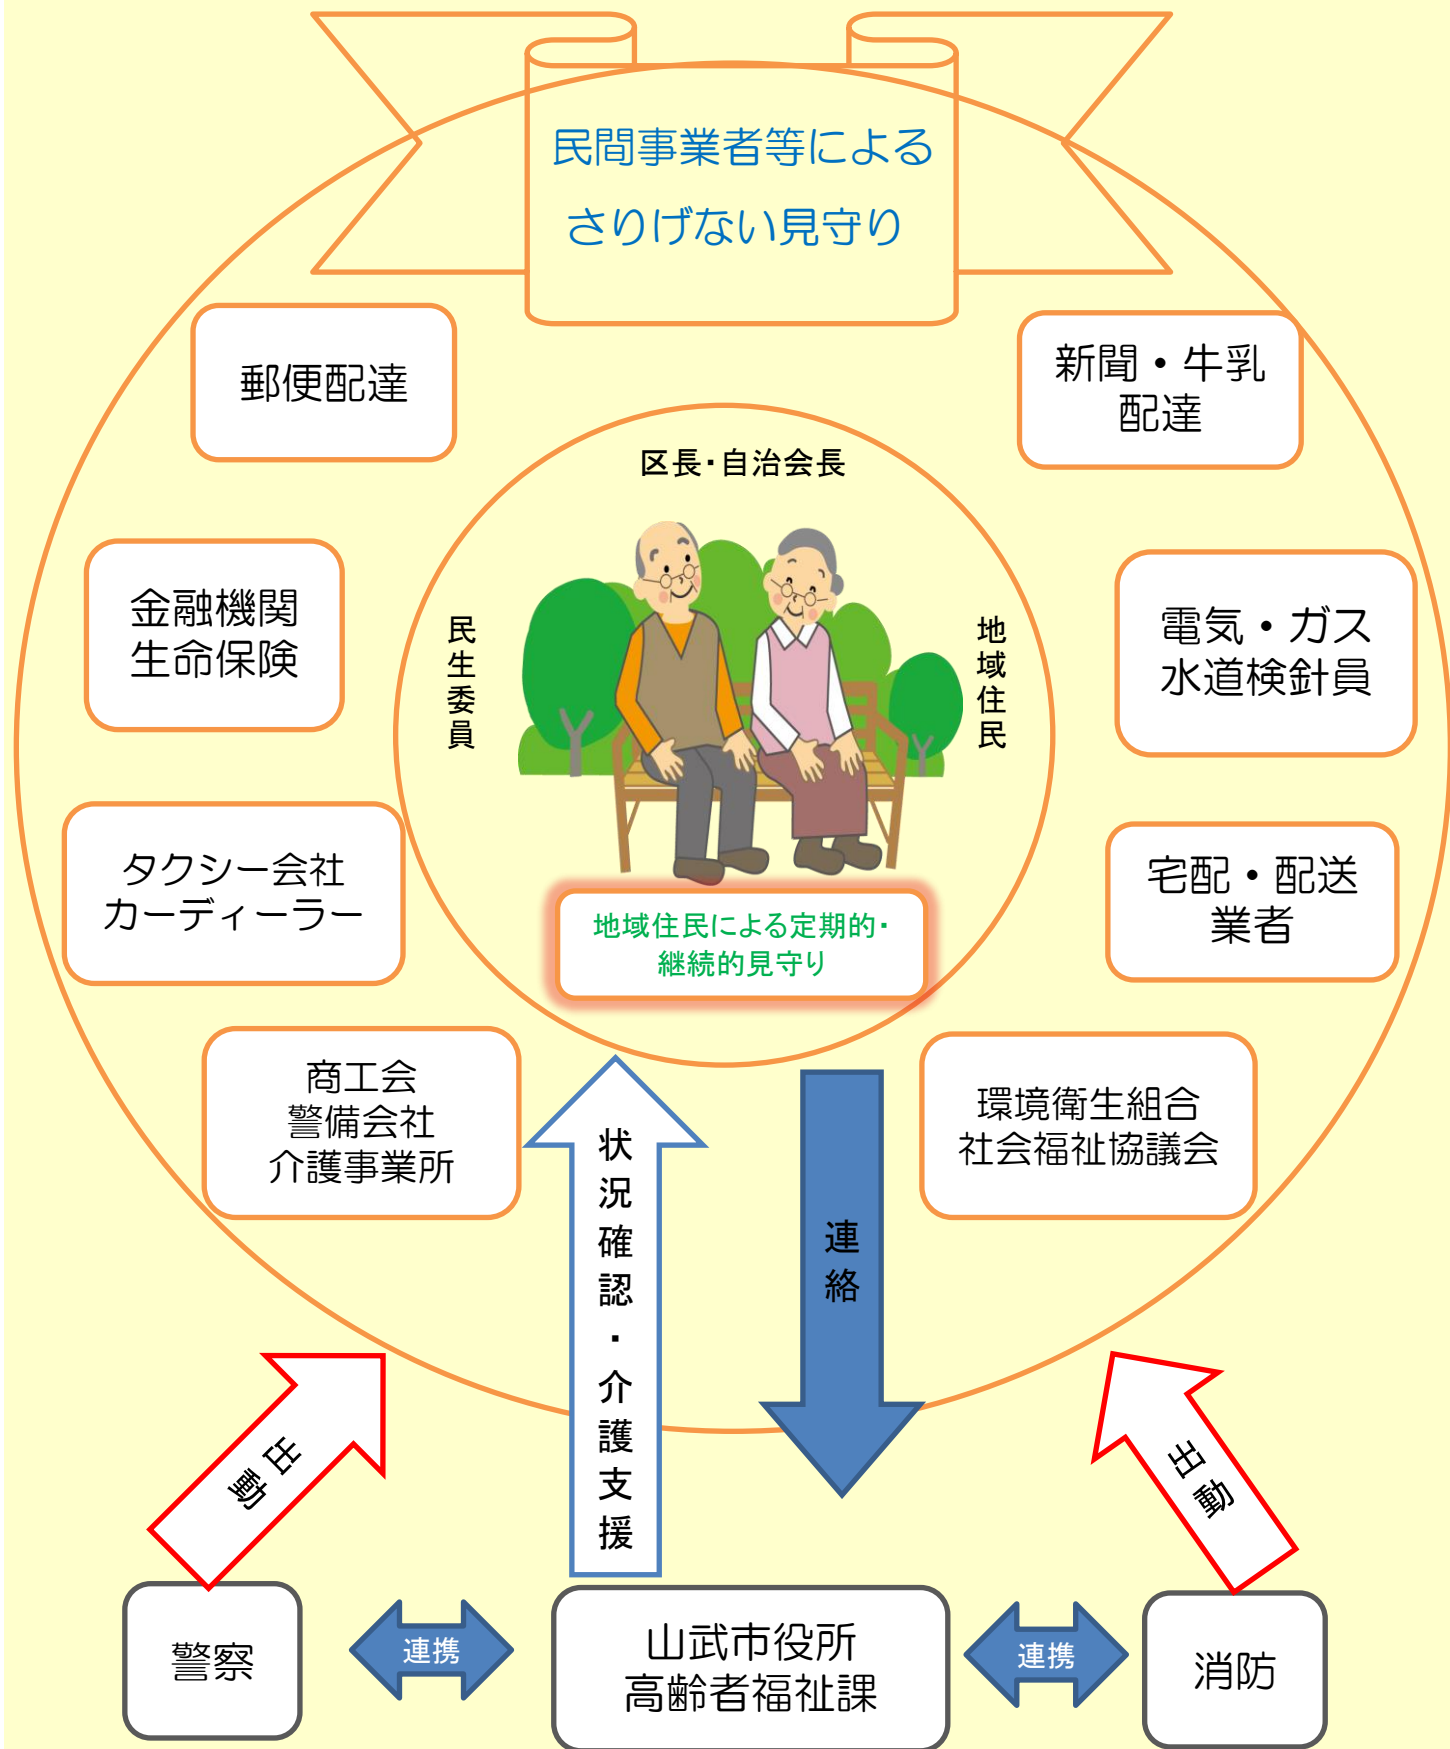 民間事業者等による
さりげない見守り
郵便配達
新聞・牛乳
配達
区長・自治会長
金融機関
生命保険
民生委員
地域住民
電気・ガス
水道検針員
タクシー会社
カーディーラー
宅配・配送
業者
地域住民による定期的・
継続的見守り
商工会
警備会社
介護事業所
環境衛生組合
社会福祉協議会
状況確認・介護支援
連絡
出動
出動
警察
連携
山武市役所
高齢者福祉課
連携
消防